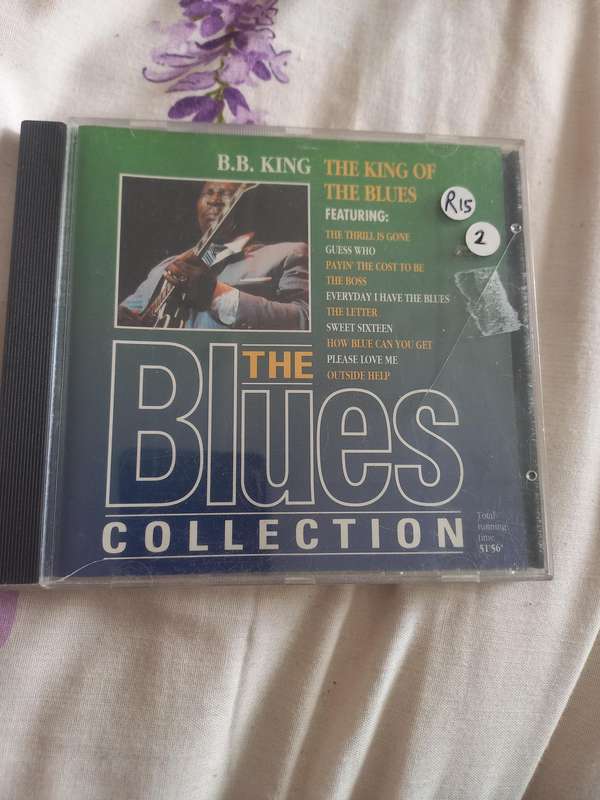 B.B. KING
THE KING OF
THE BLUES
FEATURING:
THE THRILL IS GONE
GUESS WHO
PAYIN' THE COST TO BE
THE BOSS
EVERYDAY I HAVE THE BLUES
THE LETTER
SWEET SIXTEEN
HOW BLUE CAN YOU GET
PLEASE LOVE ME
OUTSIDE HELP
R15
2
THE
Blues
COLLECTION
Total
running
time
51'56"